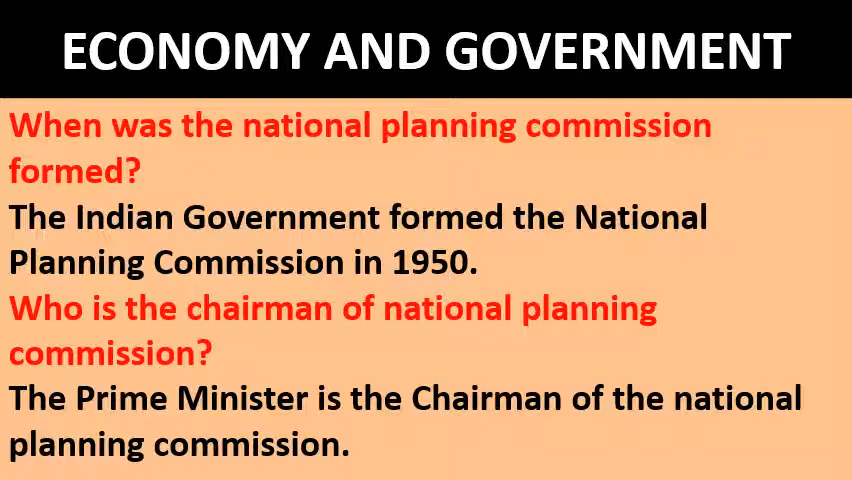 ECONOMY AND GOVERNMENT
When was the national planning commission
formed?
The Indian Government formed the National
Planning Commission in 1950.
Who is the chairman of national planning
commission?
The Prime Minister is the Chairman of the national
planning commission.